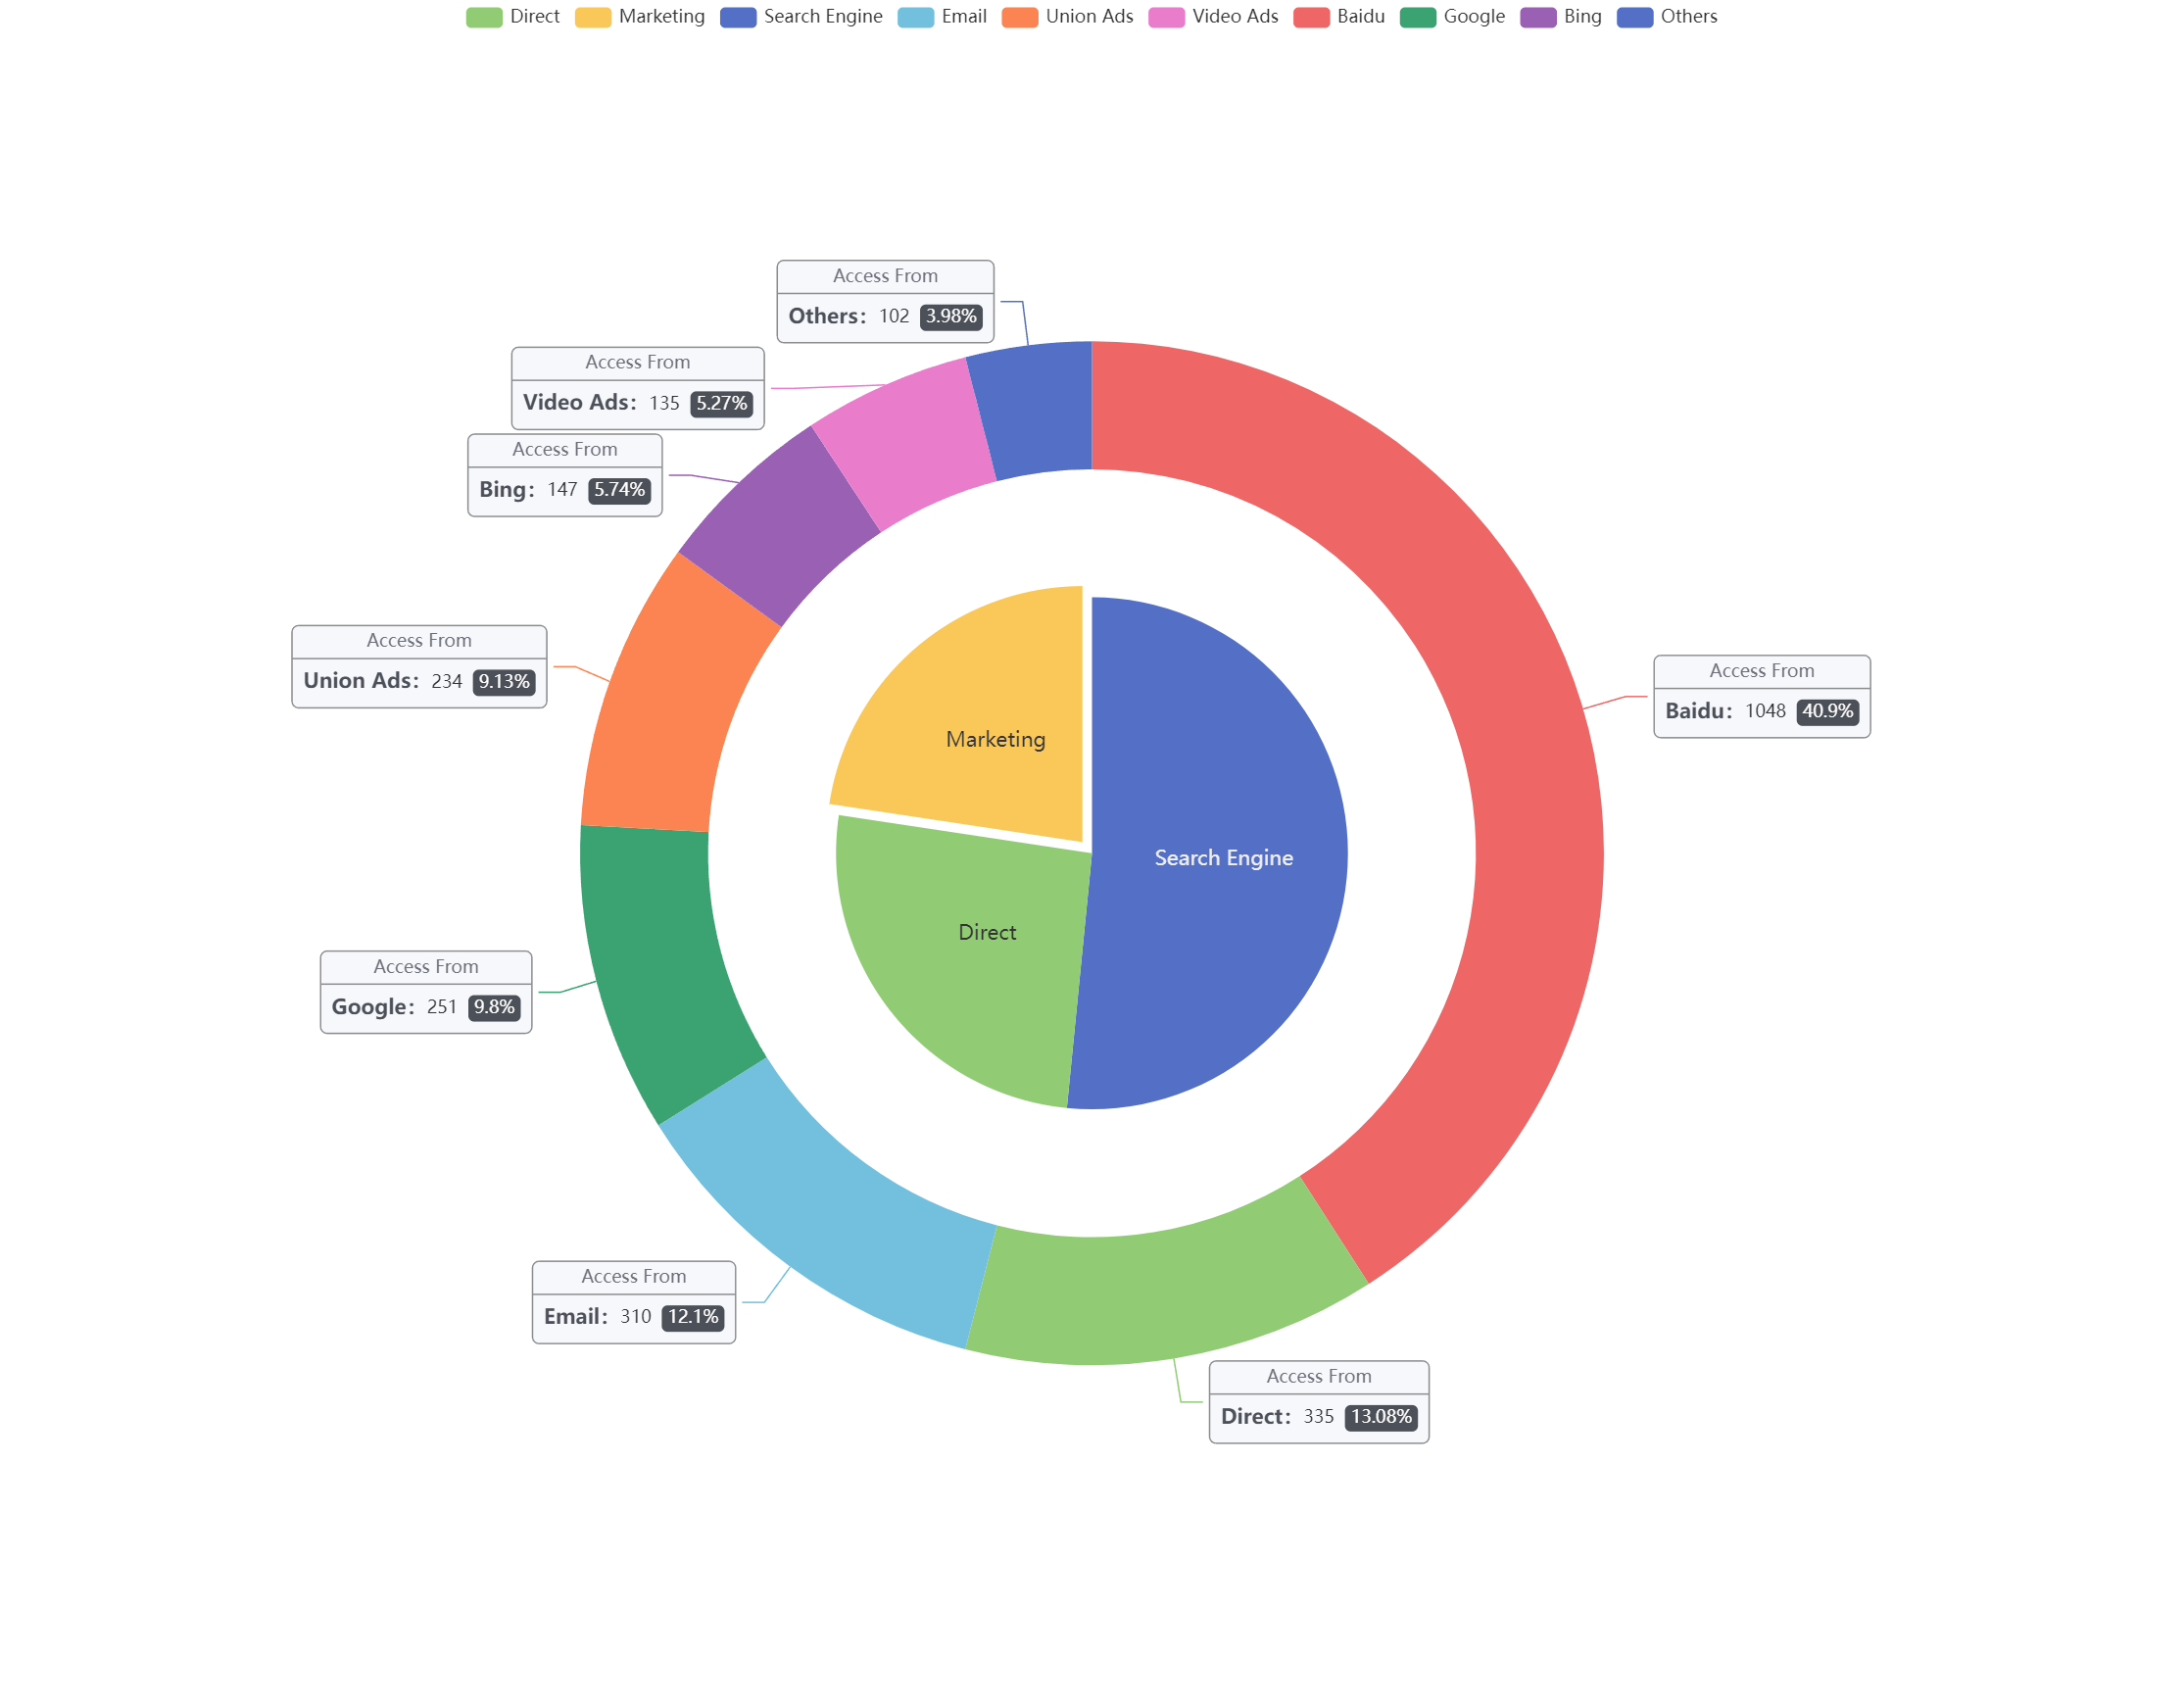 Direct Marketing Search Engine Email Union Ads Video Ads Baidu Google Bing Others
Access From
Others: 102 3.98%
Access From
Video Ads: 135 5.27%
Access From
Bing: 147 5.74%
Access From
Union Ads: 234 9.13%
Access From
Baidu: 1048 40.9%
Marketing
Search Engine
Direct
Access From
Google: 251 9.8%
Access From
Email: 310 12.1%
Access From
Direct: 335 13.08%